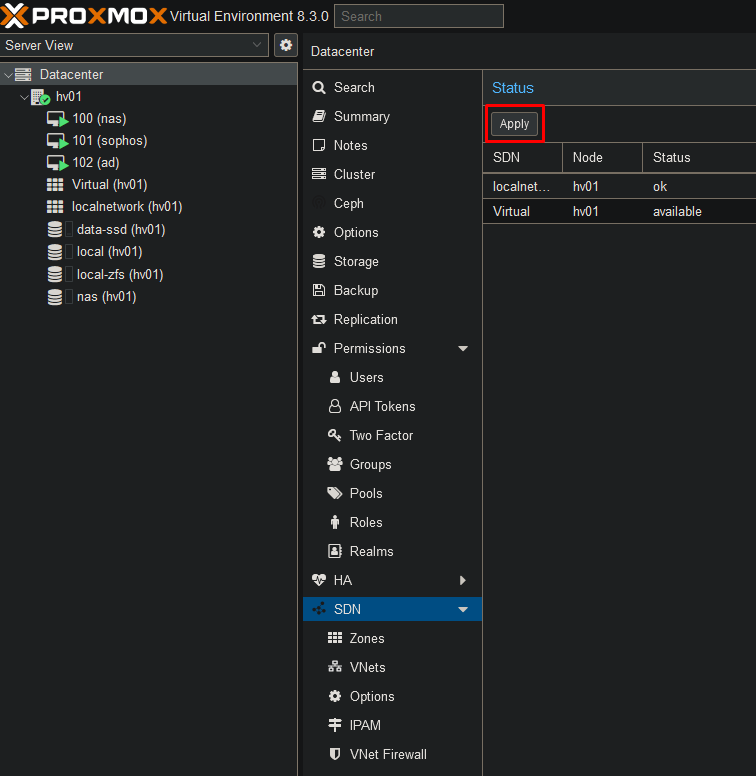 PROXMOX Virtual Environment 8.3.0 Search
Server View
Datacenter
hv01
100 (nas)
101 (sophos)
102 (ad)
Virtual (hv01)
localnetwork (hv01)
data-ssd (hv01)
local (hv01)
local-zfs (hv01)
nas (hv01)
Datacenter
Search
Summary
Notes
Cluster
Ceph
Options
Storage
Backup
Replication
Permissions
Users
API Tokens
Two Factor
Groups
Pools
Roles
Realms
HA
SDN
Zones
VNets
Options
IPAM
VNet Firewall
Status
Apply
SDN Node Status
localnet... hv01 ok
Virtual hv01 available